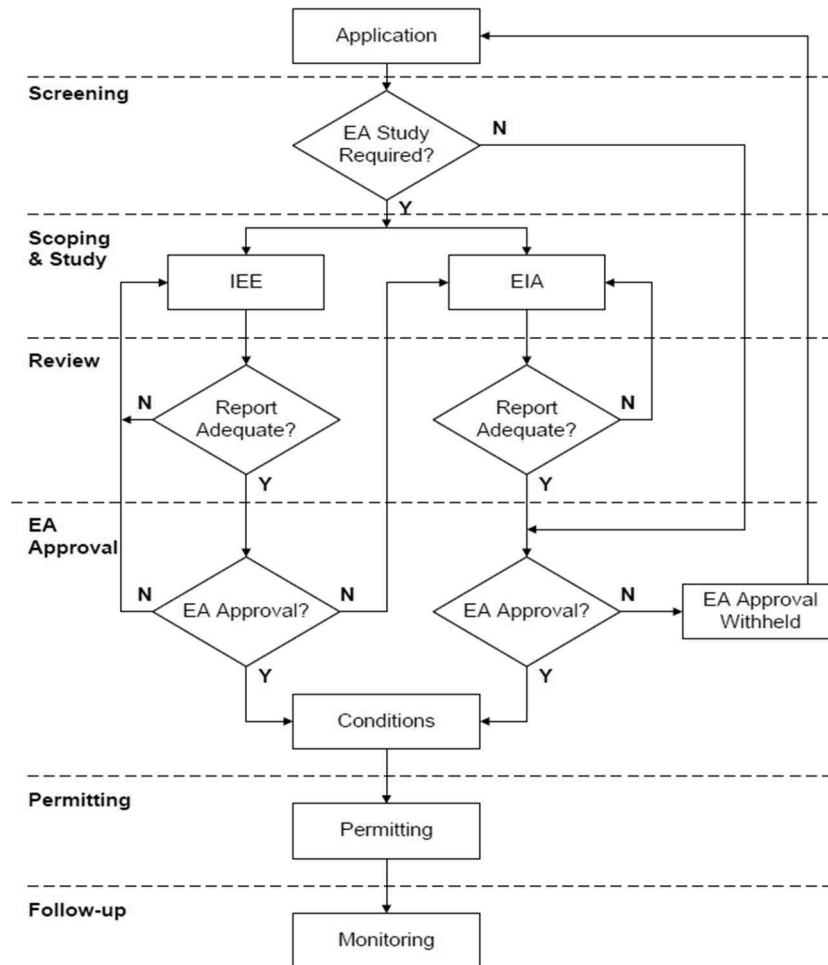 Application
Screening
EA Study
Required?
N
Y
Scoping
& Study
IEE
EIA
Review
N
Report
Adequate?
Report
Adequate?
N
Y
Y
EA
Approval
N
EA Approval?
N
EA Approval?
N
EA Approval
Withheld
Y
Y
Conditions
Permitting
Permitting
Follow-up
Monitoring